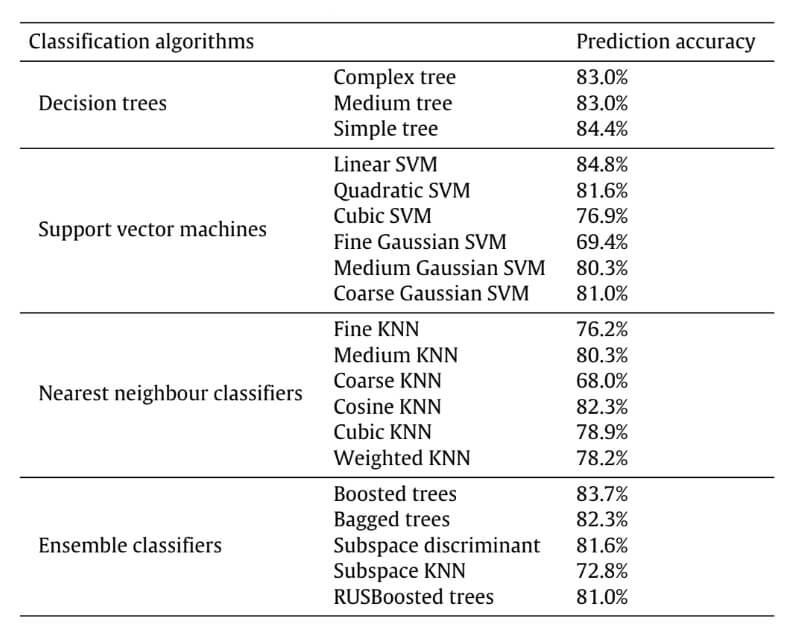 Classification algorithms Prediction accuracy
Decision trees
Complex tree 83.0%
Medium tree 83.0%
Simple tree 84.4%
Support vector machines
Linear SVM 84.8%
Quadratic SVM 81.6%
Cubic SVM 76.9%
Fine Gaussian SVM 69.4%
Medium Gaussian SVM 80.3%
Coarse Gaussian SVM 81.0%
Nearest neighbour classifiers
Fine KNN 76.2%
Medium KNN 80.3%
Coarse KNN 68.0%
Cosine KNN 82.3%
Cubic KNN 78.9%
Weighted KNN 78.2%
Ensemble classifiers
Boosted trees 83.7%
Bagged trees 82.3%
Subspace discriminant 81.6%
Subspace KNN 72.8%
RUSBoosted trees 81.0%